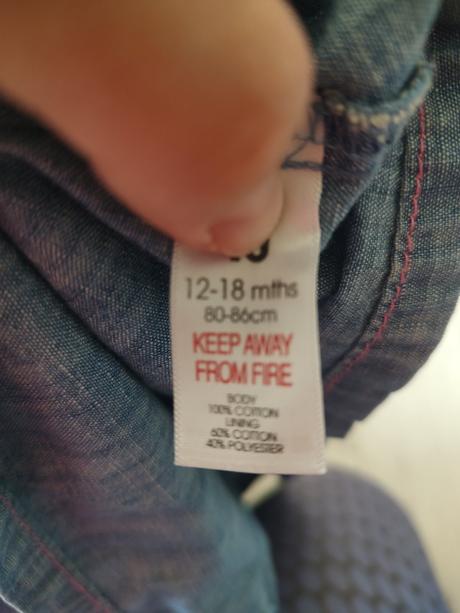 12-18 mths
80-86cm
KEEP AWAY
FROM FIRE
BODY
100% COTTON
LINING
60% COTTON
40% POLYESTER